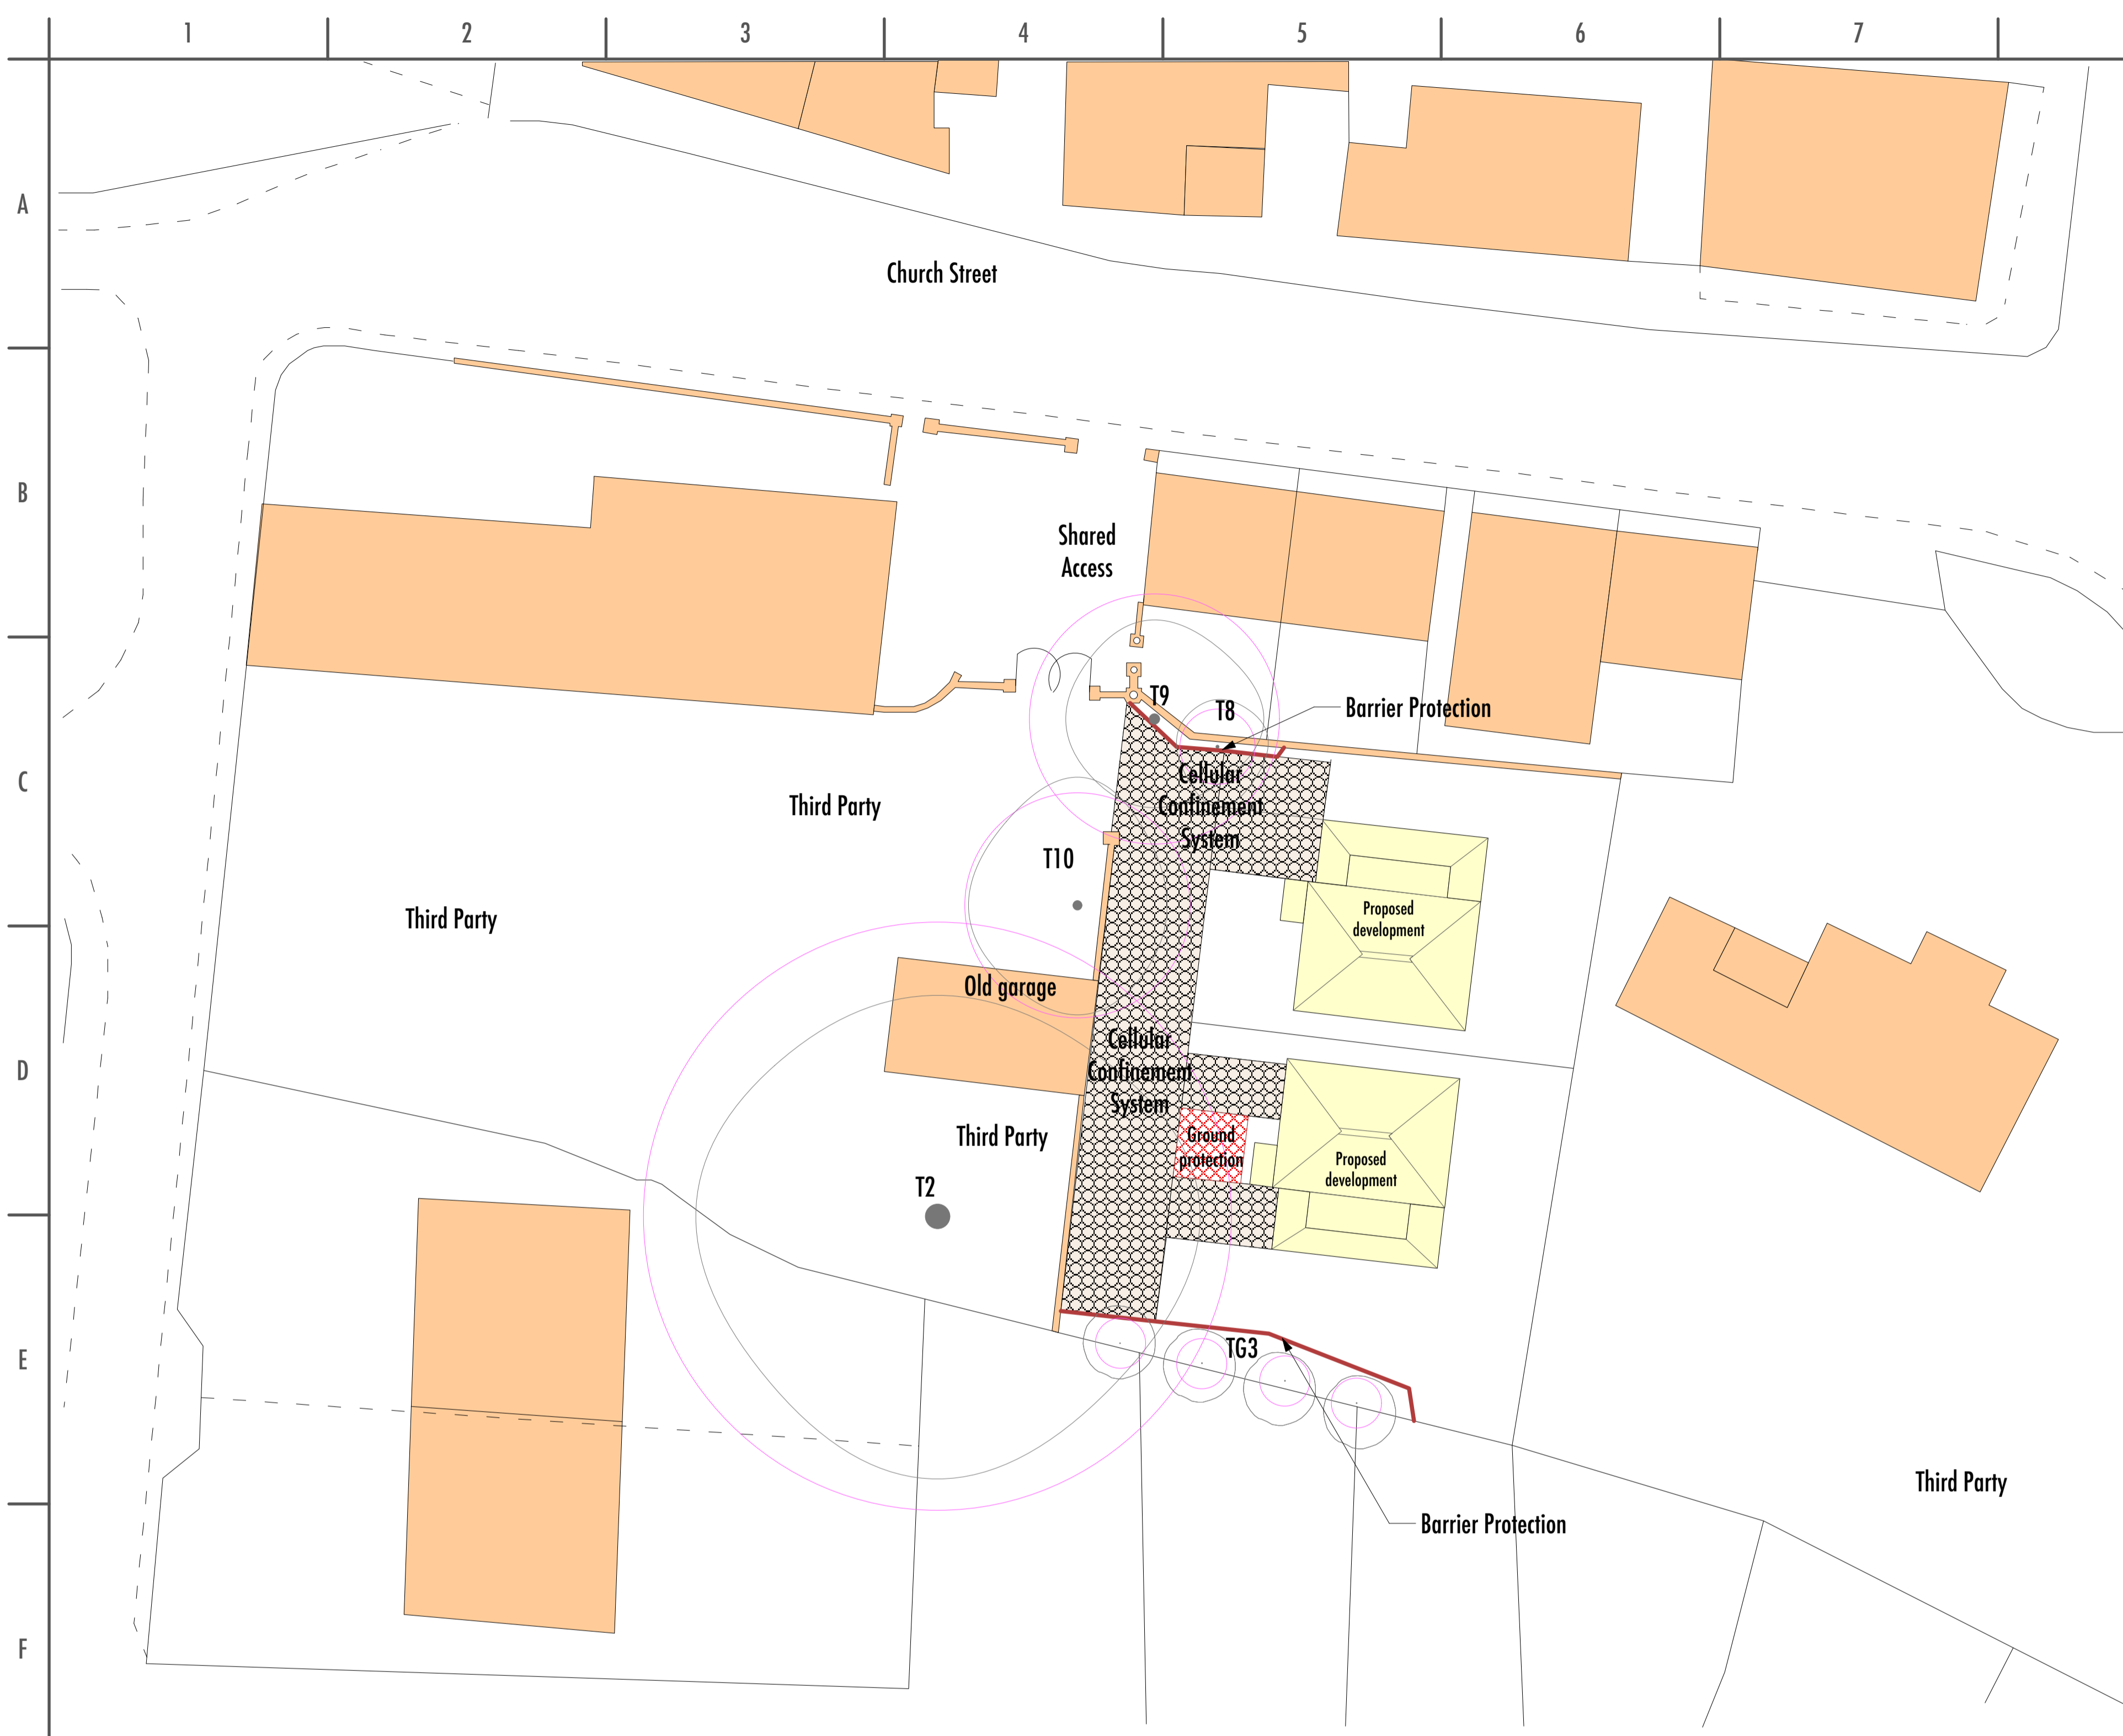 1 2 3 4 5 6 7
A
Church Street
B
Shared
Access
T9
T8
Barrier Protection
C
Cellular
Confinement
System
Third Party
T10
Third Party
Proposed
development
Old garage
D
Cellular
Confinement
System
Third Party
Ground
protection
Proposed
development
T2
E
TG3
Third Party
Barrier Protection
F